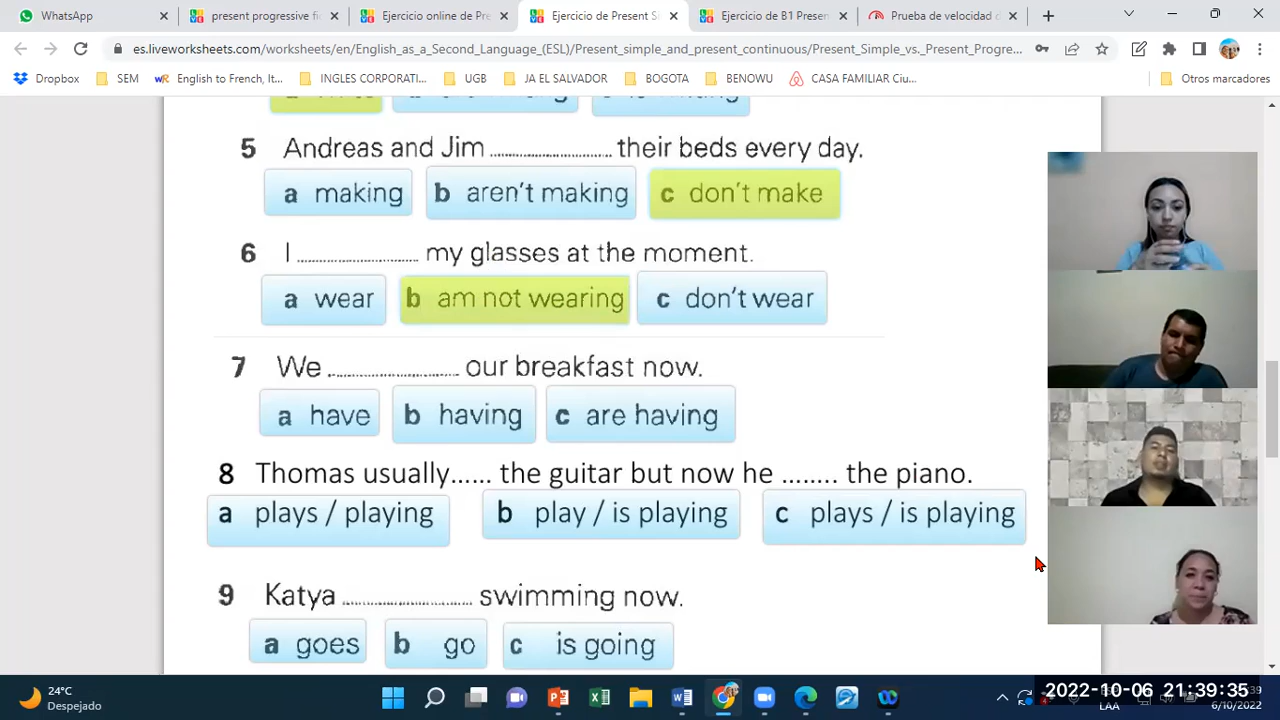 WhatsApp
present progressive fi
Ejercicio online de Pre
Ejercicio de Present Si
Ejercicio de B1 Presen
Prueba de velocidad d
es.liveworksheets.com/worksheets/en/English_as_a_Second_Language_(ESL)/Present_simple_and_present_continuous/Present_Simple_vs._Present_Progre...
Dropbox SEM English to French, It... INGLES CORPORATI... UGB JA EL SALVADOR BOGOTA BENOWU CASA FAMILIAR Ciu... Otros marcadores
5 Andreas and Jim ........................ their beds every day.
a making b aren't making c don't make
6 I ........................ my glasses at the moment.
a wear b am not wearing c don't wear
7 We ........................ our breakfast now.
a have b having c are having
8 Thomas usually...... the guitar but now he ........ the piano.
a plays / playing b play / is playing c plays / is playing
9 Katya ........................ swimming now.
a goes b go c is going
24°C
Despejado
2022-10-06 21:39:35
LAA
6/10/2022